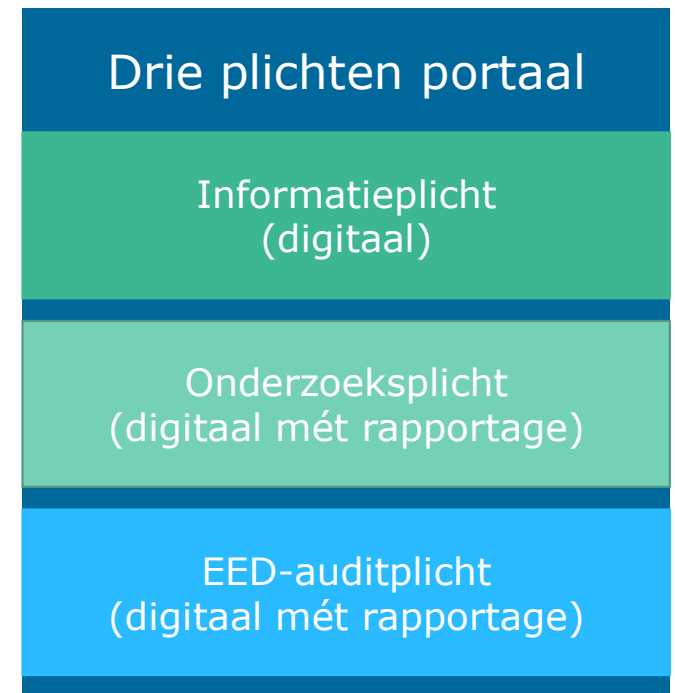 Drie plichten portaal
Informatieplicht
(digitaal)
Onderzoeksplicht
(digitaal mét rapportage)
EED-auditplicht
(digitaal mét rapportage)